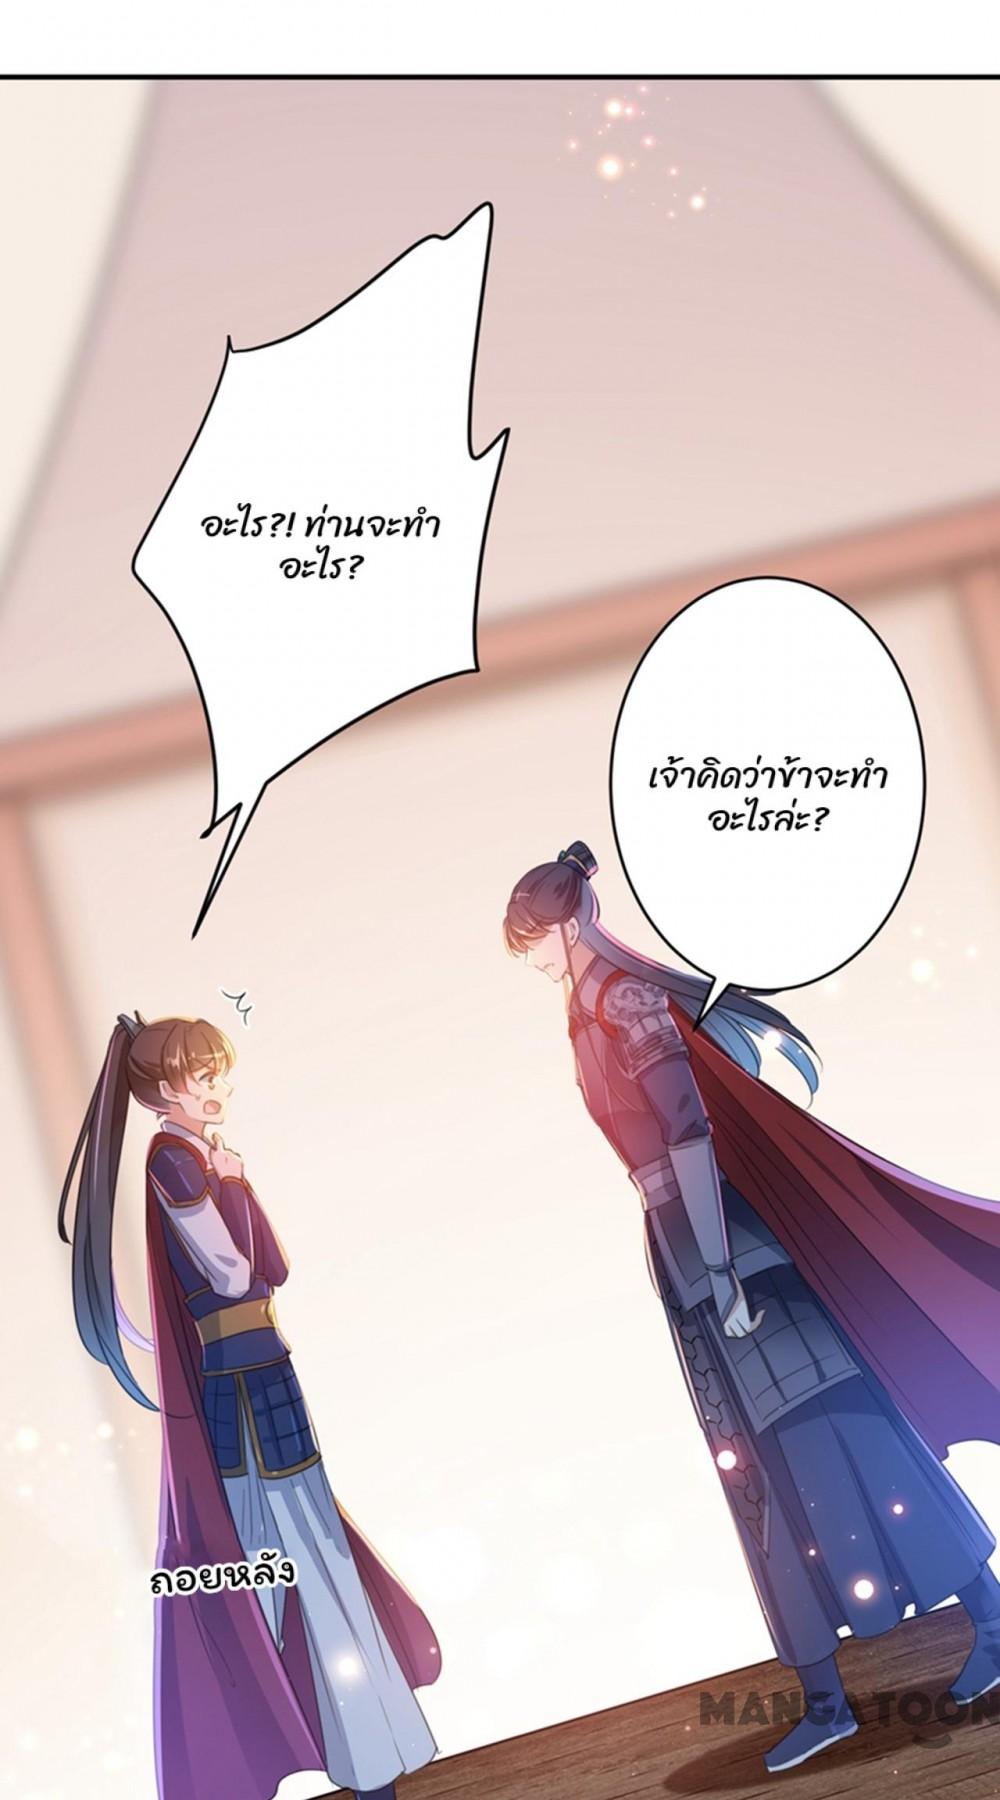 อะไร?! ท่านจะทำ
อะไร?
เจ้าคิดว่าข้าจะทำ
อะไรล่ะ?
ถอยหลัง
MANGATOON